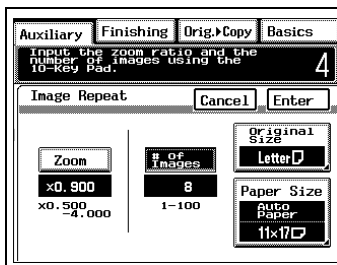 Auxiliary Finishing Orig.▸Copy Basics
Input the zoom ratio and the
number of images using the
10-Key Pad.
4
Image Repeat
Cancel Enter
Zoom
×0.900
×0.500
-4.000
# of
Images
8
1-100
Original
Size
Letter
Paper Size
Auto
Paper
11×17